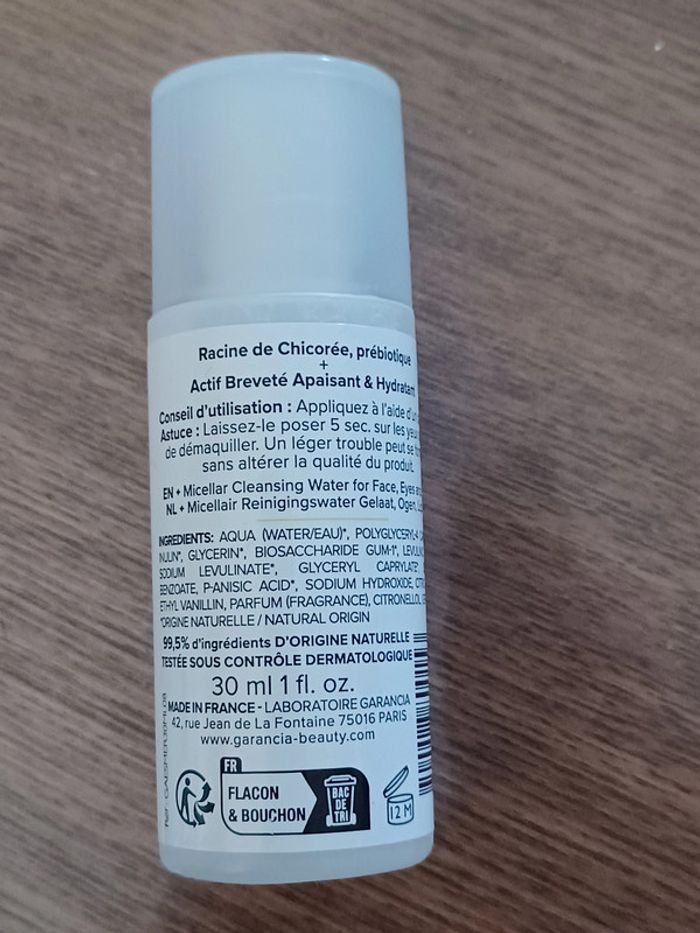 Racine de Chicorée, prébiotique
+
Actif Breveté Apaisant & Hydratant
Conseil d'utilisation : Appliquez à l'aide
Astuce : Laissez-le poser 5 sec. sur les yeux
de démaquiller. Un léger trouble peut se
sans altérer la qualité du produit.
EN • Micellar Cleansing Water for Face, Eyes
NL • Micellair Reinigingswater Gelaat, Ogen,
INGREDIENTS: AQUA (WATER/EAU)*, POLYGLYCERYL-4
INULIN*, GLYCERIN*, BIOSACCHARIDE GUM-1*,
SODIUM LEVULINATE*, GLYCERYL CAPRYLATE*
BENZOATE, P-ANISIC ACID*, SODIUM HYDROXIDE,
ETHYL VANILLIN, PARFUM (FRAGRANCE), CITRONELLOL,
*ORIGINE NATURELLE / NATURAL ORIGIN
99,5% d'ingrédients D'ORIGINE NATURELLE
TESTÉE SOUS CONTRÔLE DERMATOLOGIQUE
30 ml 1 fl. oz.
MADE IN FRANCE - LABORATOIRE GARANCIA
42, rue Jean de La Fontaine 75016 PARIS
www.garancia-beauty.com
FR
FLACON
& BOUCHON
BAC
DE
TRI
12 M